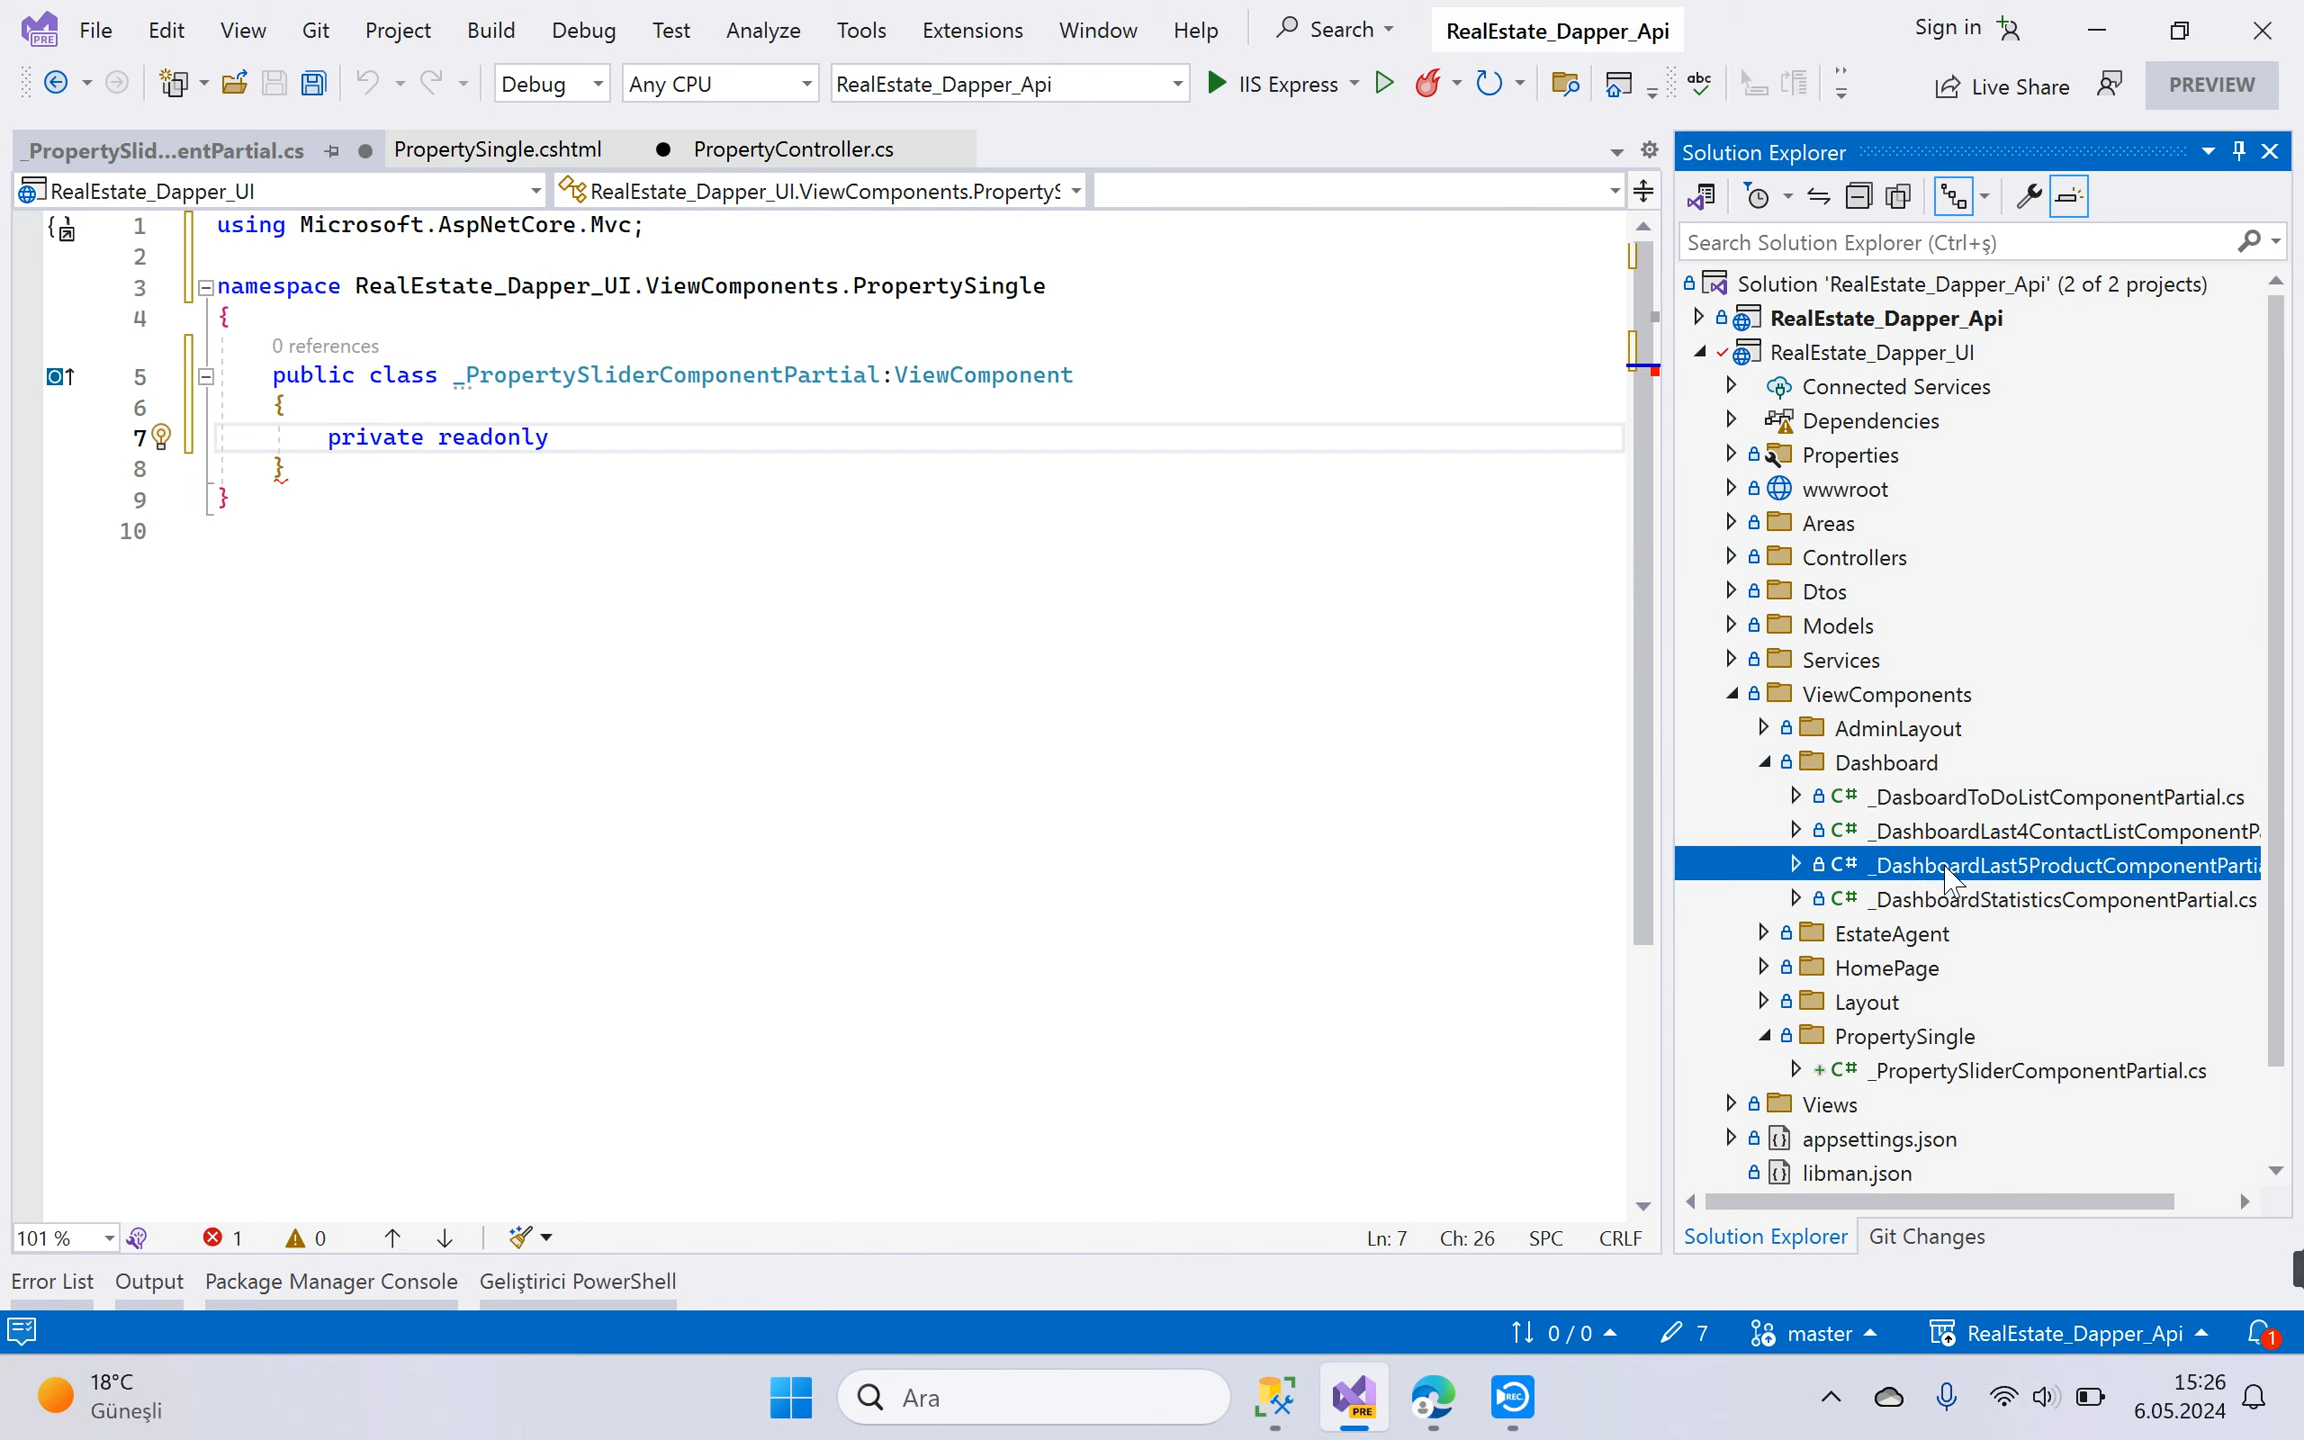 File Edit View Git Project Build Debug Test Analyze Tools Extensions Window Help Search RealEstate_Dapper_Api Sign in
PRE
Debug Any CPU RealEstate_Dapper_Api IIS Express abc Live Share PREVIEW
_PropertySlid...entPartial.cs PropertySingle.cshtml PropertyController.cs
RealEstate_Dapper_UI RealEstate_Dapper_UI.ViewComponents.PropertyS
1 using Microsoft.AspNetCore.Mvc;
2
3 namespace RealEstate_Dapper_UI.ViewComponents.PropertySingle
4 {
0 references
5 public class _PropertySliderComponentPartial:ViewComponent
6 {
7 private readonly
8 }
9 }
10
101 % 1 0 Ln: 7 Ch: 26 SPC CRLF
Solution Explorer
Search Solution Explorer (Ctrl+ş)
Solution 'RealEstate_Dapper_Api' (2 of 2 projects)
RealEstate_Dapper_Api
RealEstate_Dapper_UI
Connected Services
Dependencies
Properties
wwwroot
Areas
Controllers
Dtos
Models
Services
ViewComponents
AdminLayout
Dashboard
C# _DasboardToDoListComponentPartial.cs
C# _DashboardLast4ContactListComponentP
C# _DashboardLast5ProductComponentPartia
C# _DashboardStatisticsComponentPartial.cs
EstateAgent
HomePage
Layout
PropertySingle
+ C# _PropertySliderComponentPartial.cs
Views
appsettings.json
libman.json
Solution Explorer Git Changes
Error List Output Package Manager Console Geliştirici PowerShell
0 / 0 7 master RealEstate_Dapper_Api 1
18°C
Güneşli
Ara
PRE
REC
15:26
6.05.2024